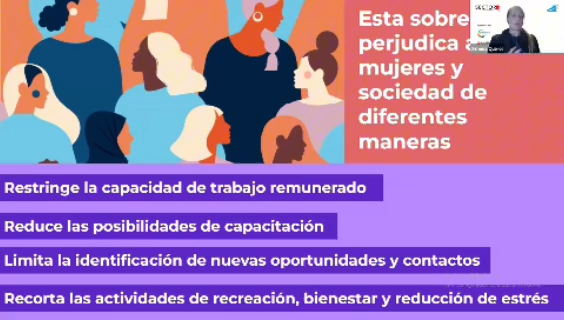 Esta sobre
perjudica a
mujeres y
sociedad de
diferentes
maneras
Restringe la capacidad de trabajo remunerado
Reduce las posibilidades de capacitación
Limita la identificación de nuevas oportunidades y contactos
Recorta las actividades de recreación, bienestar y reducción de estrés